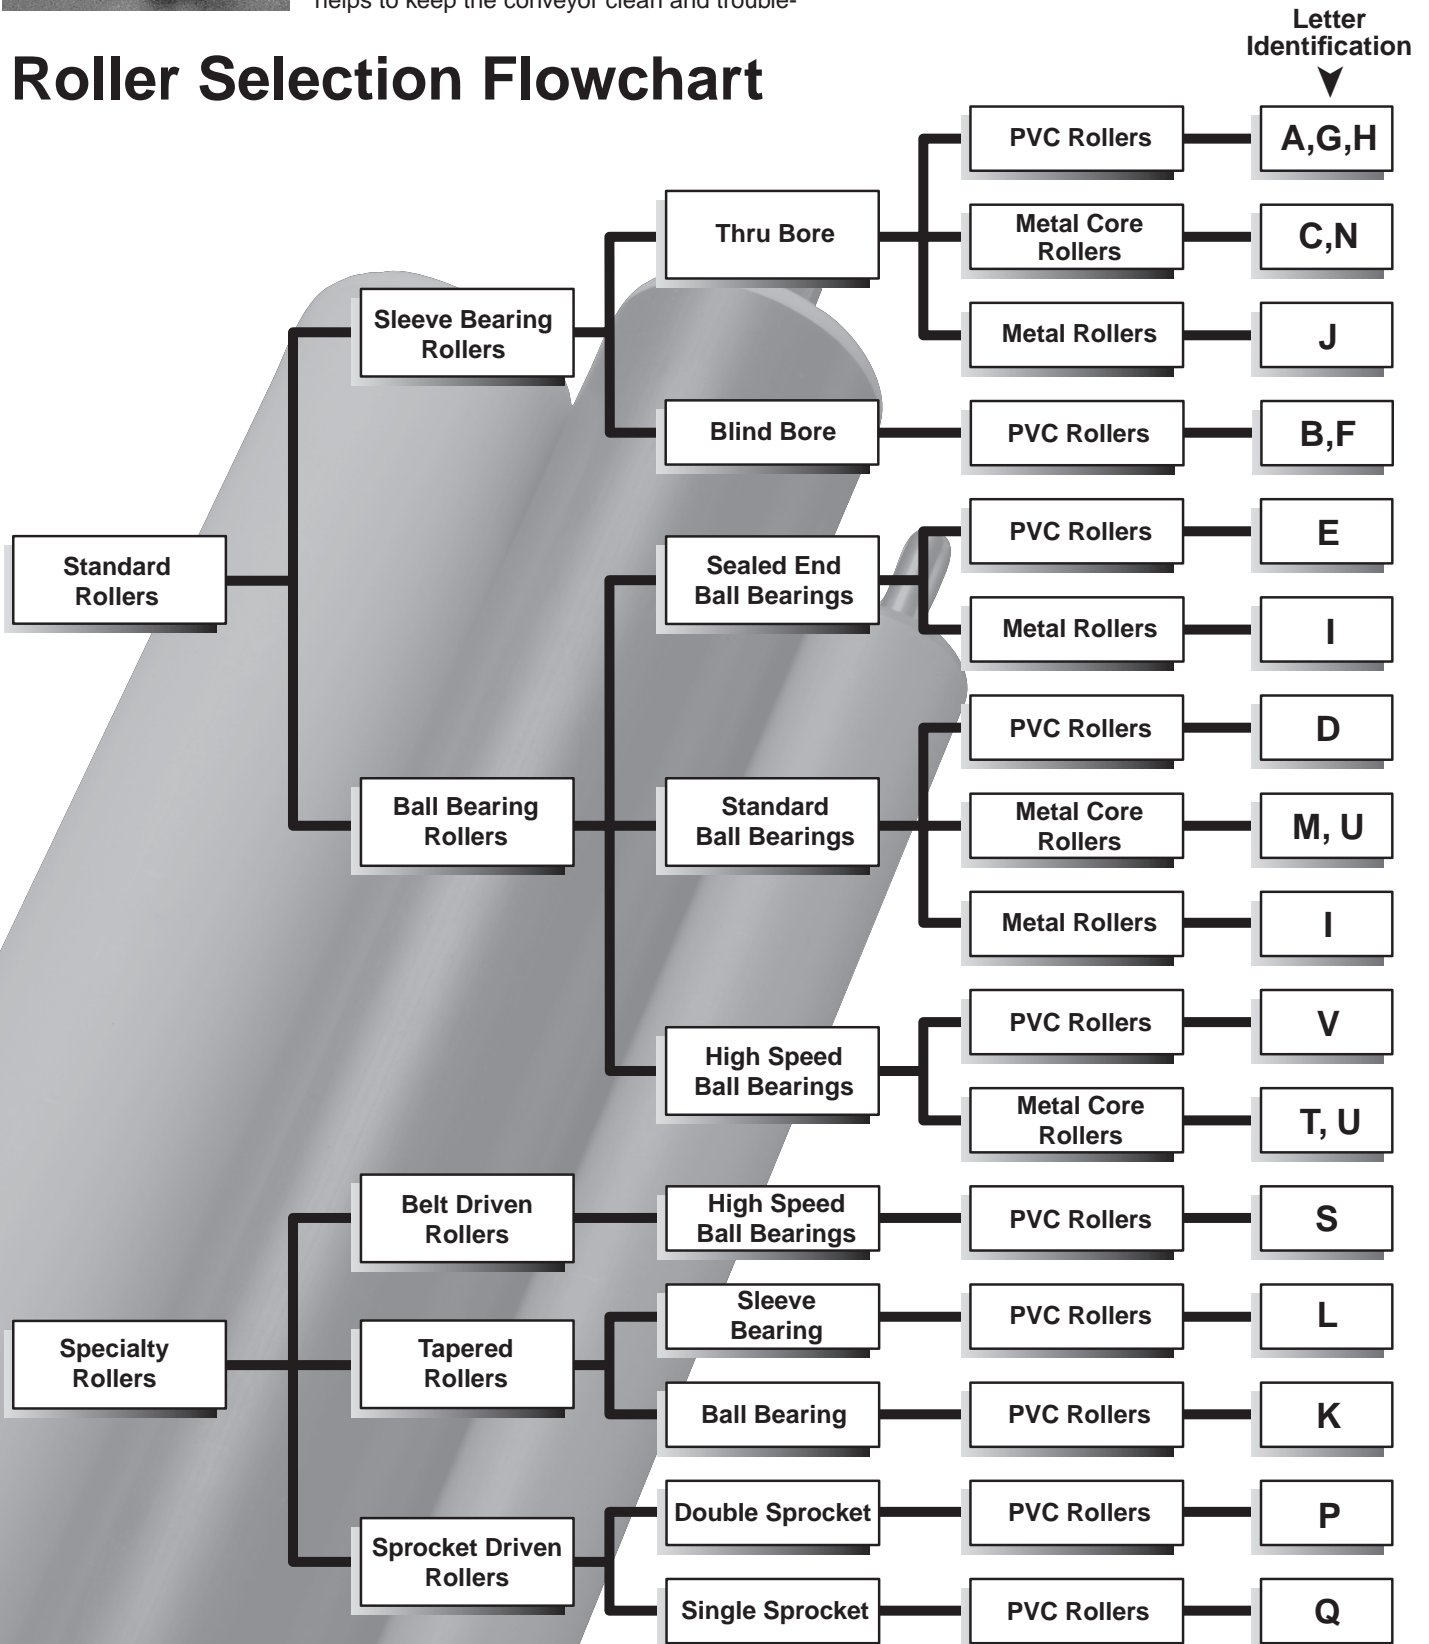 helps to keep the conveyor clean and trouble-
Letter
Identification
Roller Selection Flowchart
PVC Rollers
A,G,H
Thru Bore
Metal Core
Rollers
C,N
Sleeve Bearing
Rollers
Metal Rollers
J
Blind Bore
PVC Rollers
B,F
Standard
Rollers
Sealed End
Ball Bearings
PVC Rollers
E
Metal Rollers
I
PVC Rollers
D
Ball Bearing
Rollers
Standard
Ball Bearings
Metal Core
Rollers
M, U
Metal Rollers
I
High Speed
Ball Bearings
PVC Rollers
V
Metal Core
Rollers
T, U
Belt Driven
Rollers
High Speed
Ball Bearings
PVC Rollers
S
Specialty
Rollers
Tapered
Rollers
Sleeve
Bearing
PVC Rollers
L
Ball Bearing
PVC Rollers
K
Sprocket Driven
Rollers
Double Sprocket
PVC Rollers
P
Single Sprocket
PVC Rollers
Q